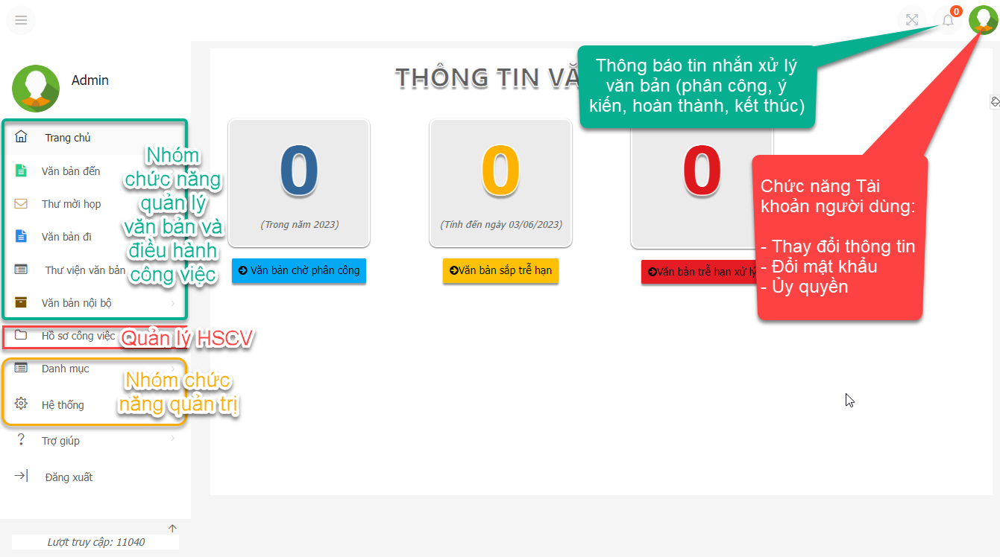 0
Admin
THÔNG TIN VĂ
Thông báo tin nhắn xử lý
văn bản (phân công, ý
kiến, hoàn thành, kết thúc)
Trang chủ
Văn bản đến
Thư mời họp
Văn bản đi
Thư viện văn bản
Văn bản nội bộ
Nhóm
chức năng
quản lý
văn bản và
điều hành
công việc
Hồ sơ công việc
Quản lý HSCV
Danh mục
Hệ thống
Nhóm chức
năng quản trị
Trợ giúp
Đăng xuất
Lượt truy cập: 11040
0
(Trong năm 2023)
Văn bản chờ phân công
0
(Tính đến ngày 03/06/2023)
Văn bản sắp trễ hạn
0
Văn bản trễ hạn xử lý
Chức năng Tài
khoản người dùng:
- Thay đổi thông tin
- Đổi mật khẩu
- Ủy quyền